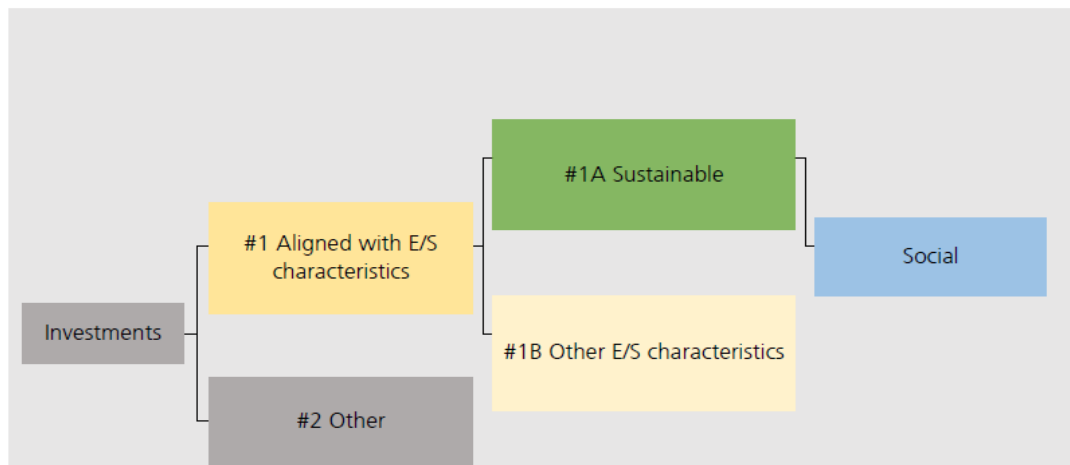 #1A Sustainable
#1 Aligned with E/S
characteristics
Social
Investments
#1B Other E/S characteristics
#2 Other